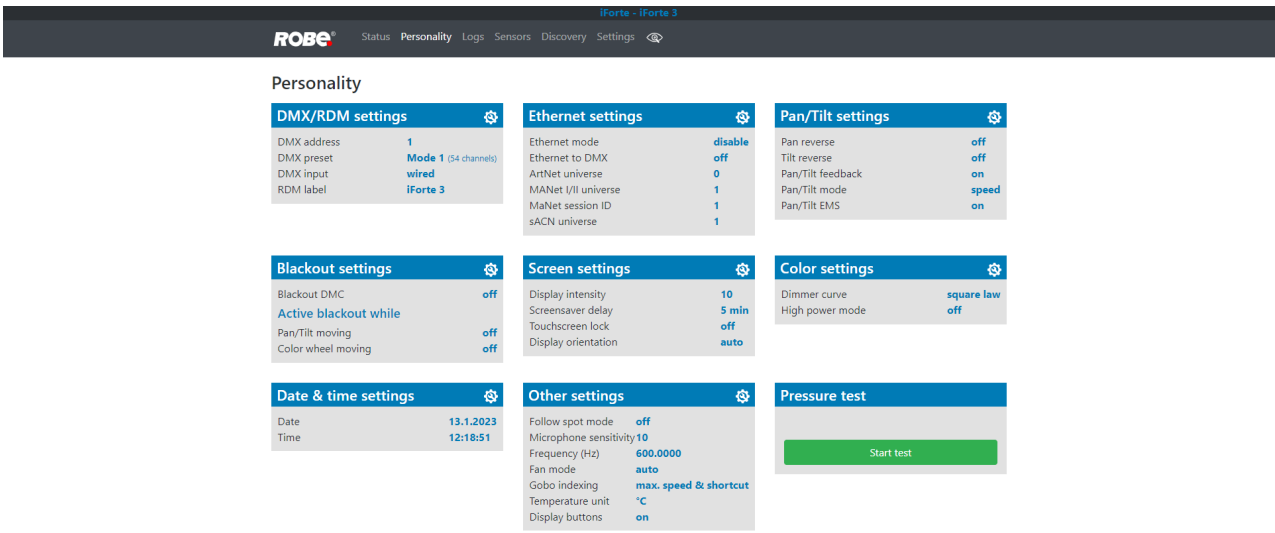 iForte - iForte 3
ROBE® Status Personality Logs Sensors Discovery Settings
Personality
DMX/RDM settings
DMX address 1
DMX preset Mode 1 (54 channels)
DMX input wired
RDM label iForte 3
Ethernet settings
Ethernet mode disable
Ethernet to DMX off
ArtNet universe 0
MANet I/II universe 1
MaNet session ID 1
sACN universe 1
Pan/Tilt settings
Pan reverse off
Tilt reverse off
Pan/Tilt feedback on
Pan/Tilt mode speed
Pan/Tilt EMS on
Blackout settings
Blackout DMC off
Active blackout while
Pan/Tilt moving off
Color wheel moving off
Screen settings
Display intensity 10
Screensaver delay 5 min
Touchscreen lock off
Display orientation auto
Color settings
Dimmer curve square law
High power mode off
Date & time settings
Date 13.1.2023
Time 12:18:51
Other settings
Follow spot mode off
Microphone sensitivity 10
Frequency (Hz) 600.0000
Fan mode auto
Gobo indexing max. speed & shortcut
Temperature unit °C
Display buttons on
Pressure test
Start test